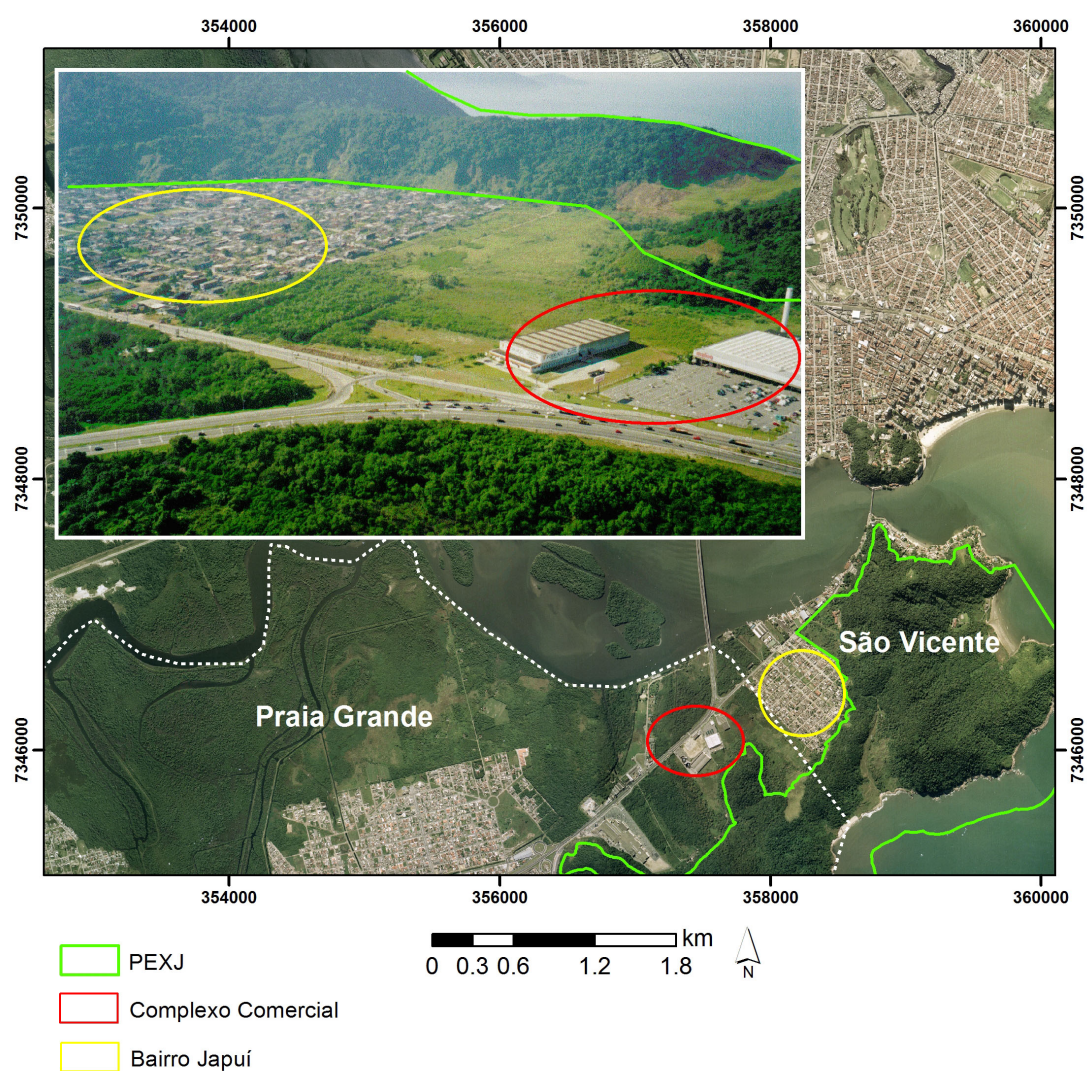 354000 356000 358000 360000
7350000 7350000
7348000 7348000
São Vicente
Praia Grande
7346000 7346000
354000 356000 358000 360000
km
0 0.3 0.6 1.2 1.8
N
PEXJ
Complexo Comercial
Bairro Japuí